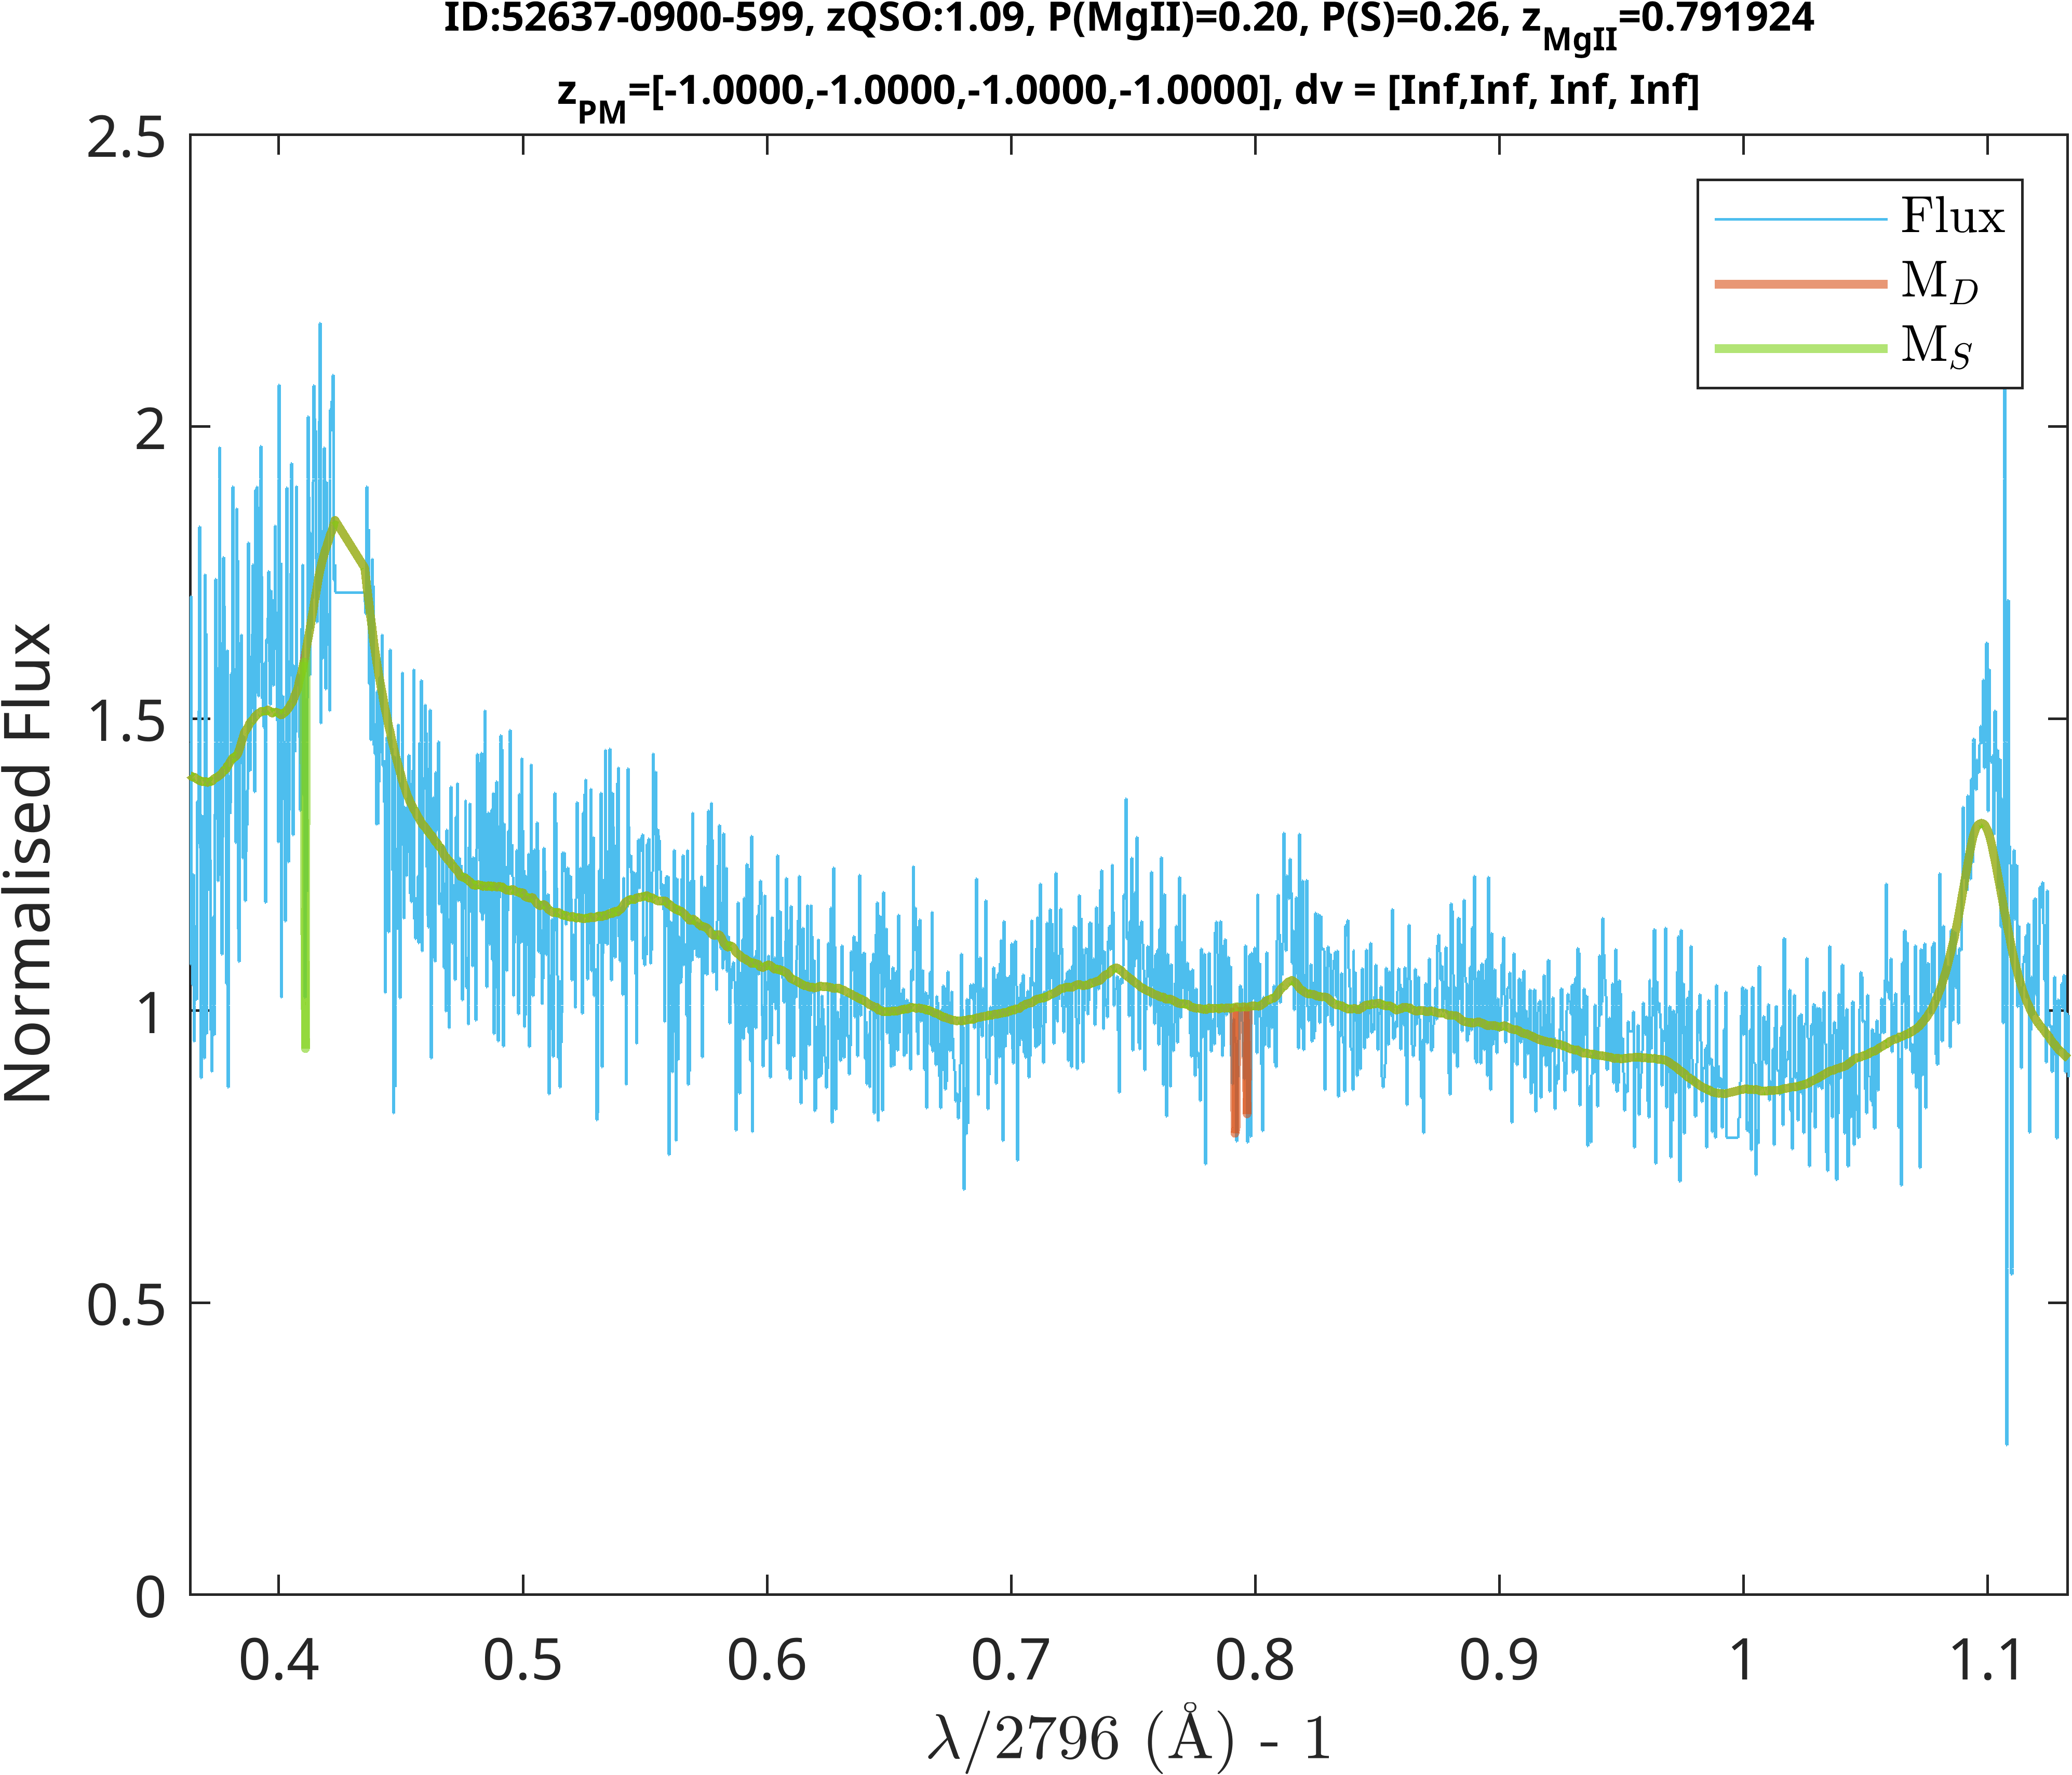 ID:52637-0900-599, zQSO:1.09, P(MgII)=0.20, P(S)=0.26, zMgII=0.791924
zPM=[-1.0000,-1.0000,-1.0000,-1.0000], dv = [Inf,Inf, Inf, Inf]
2.5
2
1.5
1
0.5
0
Normalised Flux
Flux
MD
MS
0.4 0.5 0.6 0.7 0.8 0.9 1 1.1
λ/2796 (Å) - 1